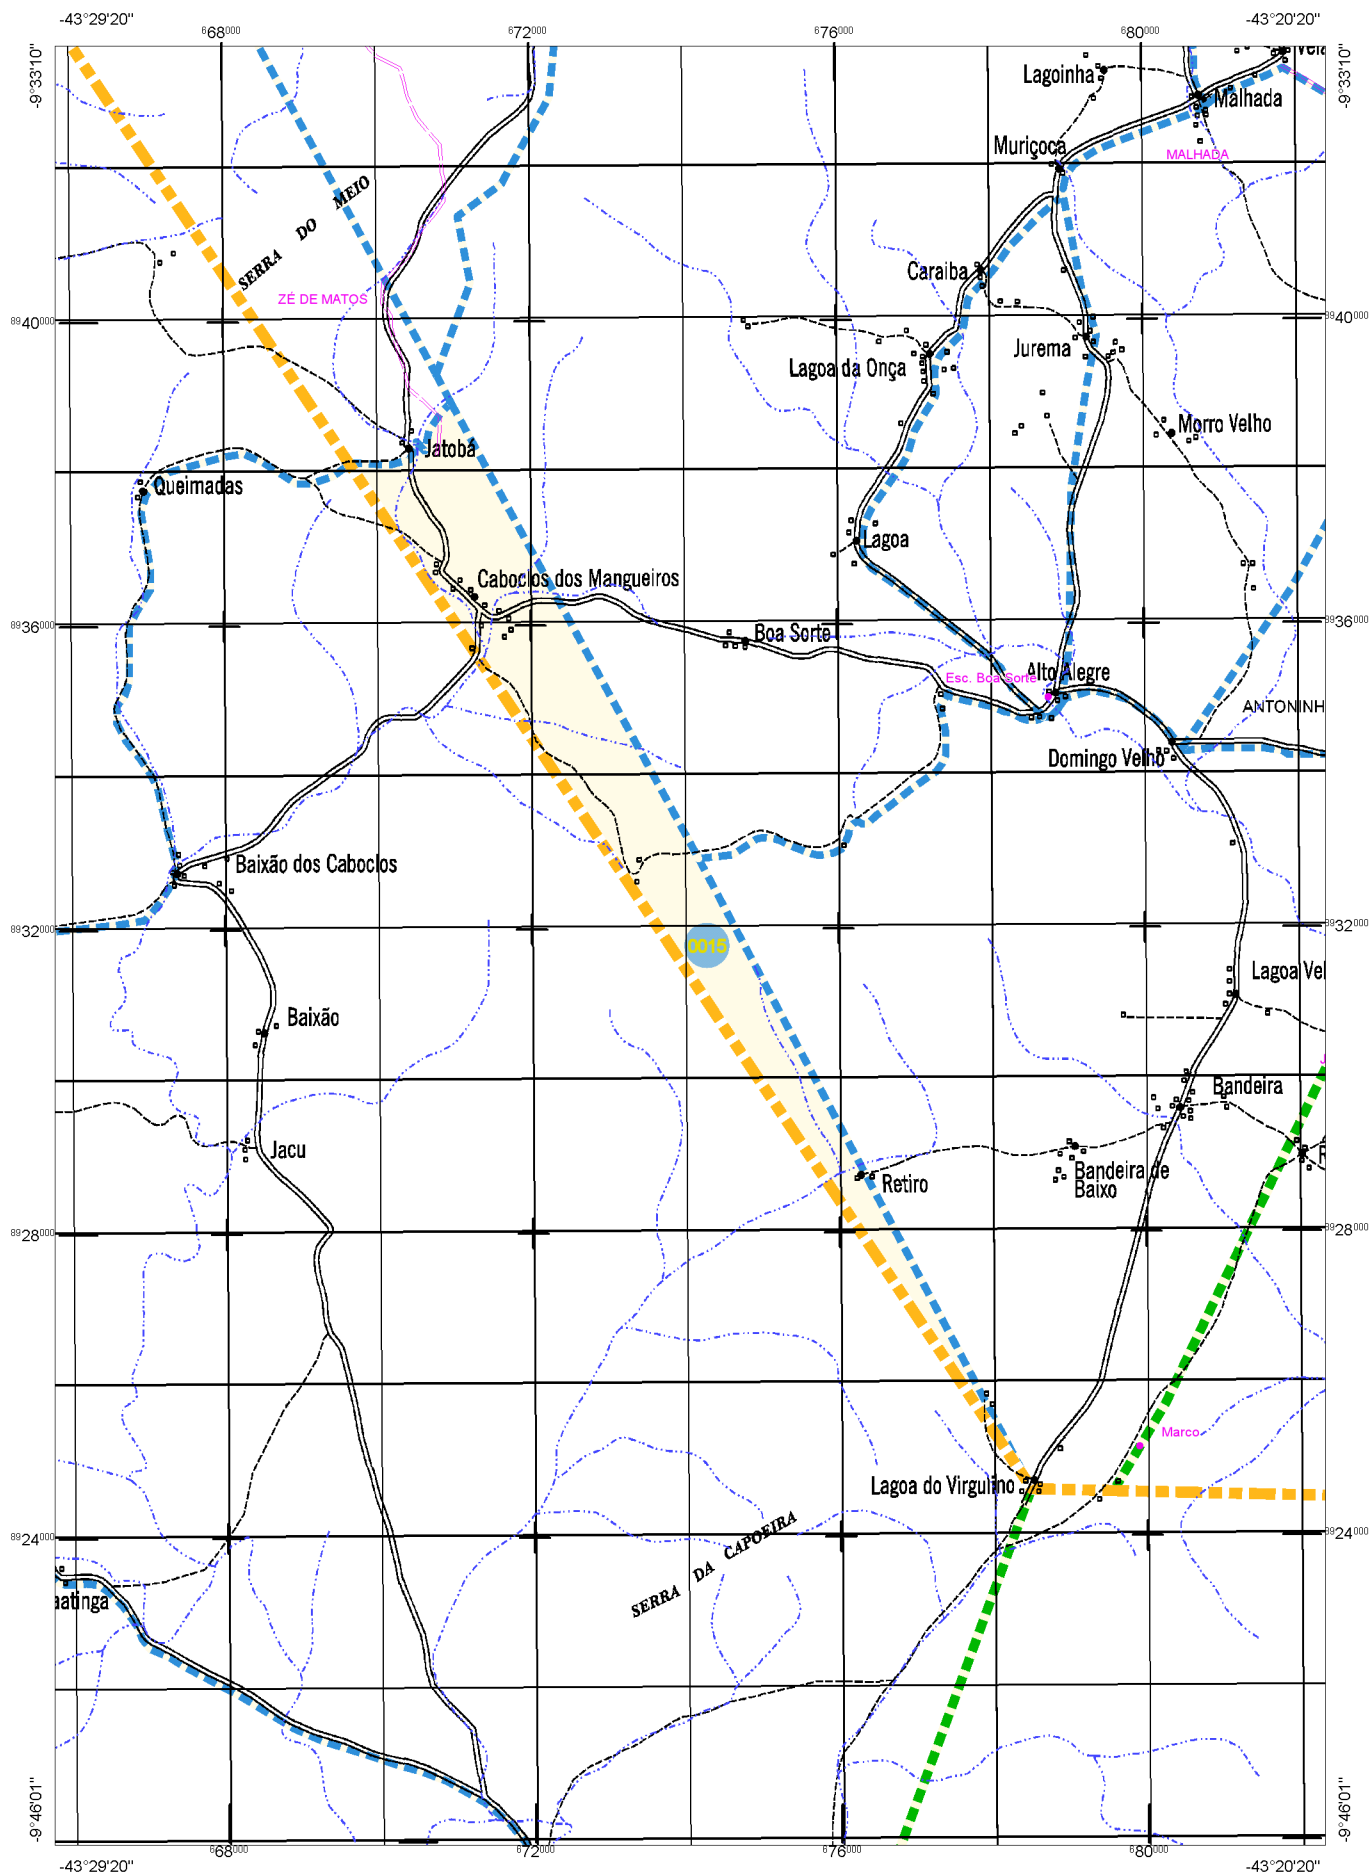 -43°29'20"
-43°20'20"
668000
672000
676000
680000
-9°33'10"
-9°33'10"
Lagoinha
Malhada
Muriçoca
MALHADA
SERRA DO MEIO
Caraiba
ZÉ DE MATOS
8940000
8940000
Jurema
Lagoa da Onça
Morro Velho
Jatobá
Queimadas
Lagoa
Caboclos dos Mangueiros
8936000
8936000
Boa Sorte
Alto Alegre
Esc. Boa Sorte
ANTONINH
Domingo Velho
Baixão dos Caboclos
8932000
8932000
0015
Lagoa Vel
Baixão
Bandeira
Jacu
Retiro
Bandeira de
Baixo
R
8928000
8928000
Marco
Lagoa do Virgulino
SERRA DA CAPOEIRA
8924000
8924000
aatinga
-9°46'01"
-9°46'01"
668000
672000
676000
680000
-43°29'20"
-43°20'20"